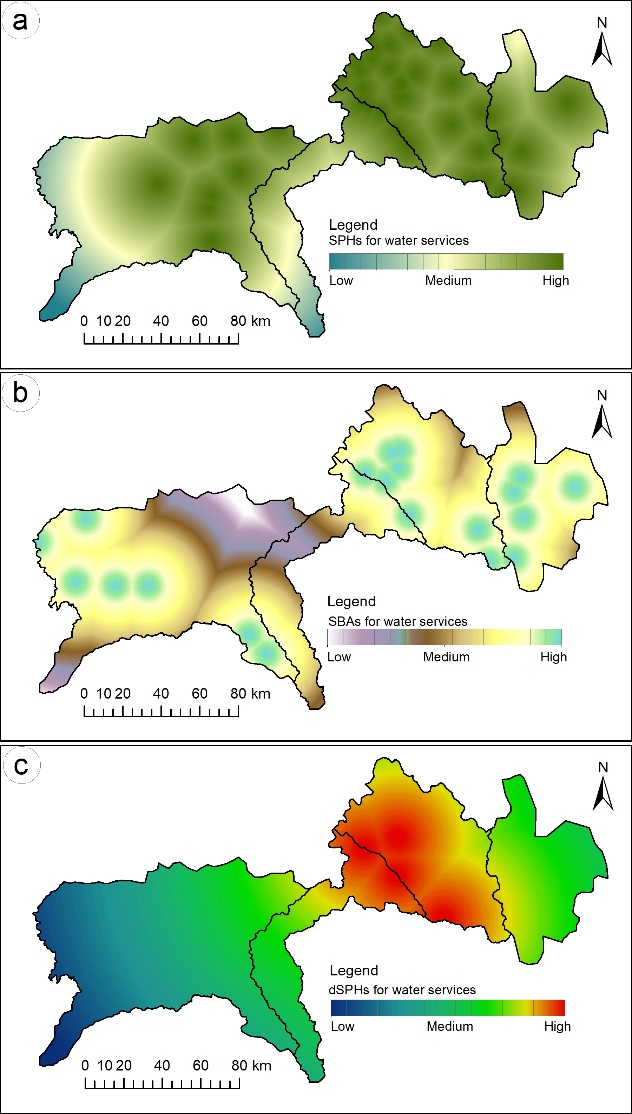 a
N
Legend
SPHs for water services
Low Medium High
0 10 20 40 60 80 km
b
N
Legend
SBAs for water services
Low Medium High
0 10 20 40 60 80 km
c
N
Legend
dSPHs for water services
Low Medium High
0 10 20 40 60 80 km